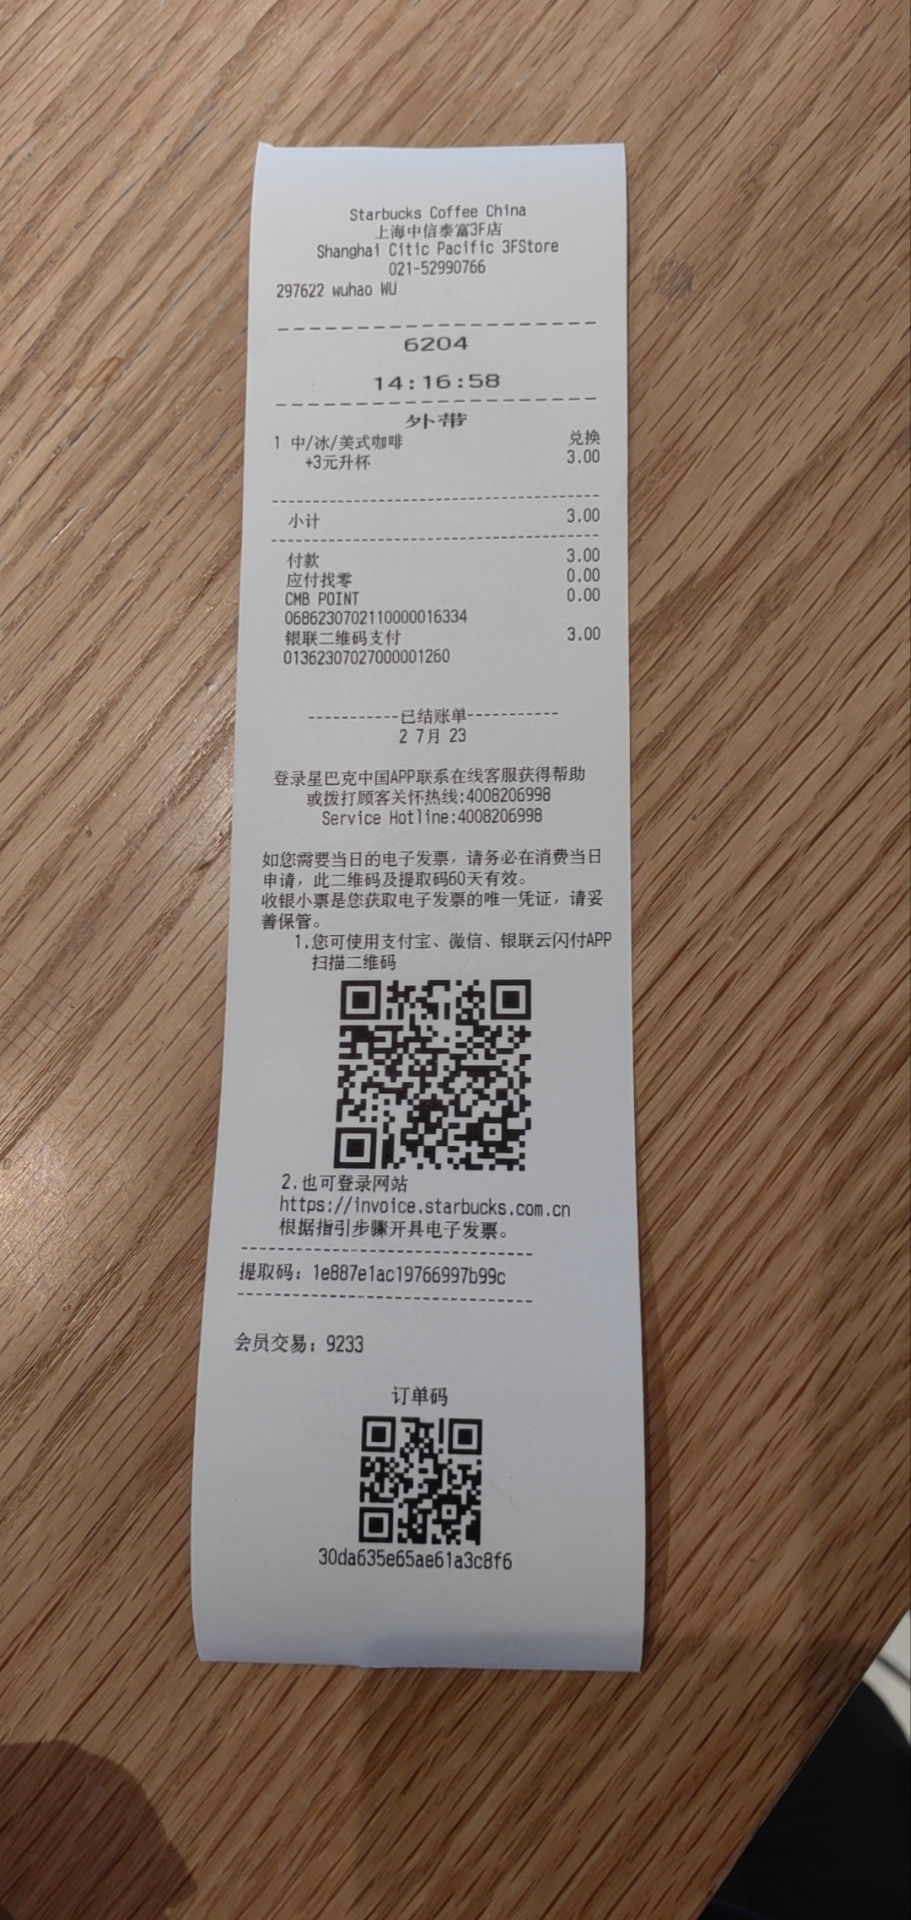 Starbucks Coffee China
上海中信泰富3F店
Shanghai Citic Pacific 3FStore
021-52990766
297622 wuhao WU
6204
14:16:58
外带
1 中/冰/美式咖啡 兑换
+3元升杯 3.00
小计 3.00
付款 3.00
应付找零 0.00
CMB POINT 0.00
0686230702110000016334
银联二维码支付 3.00
01362307027000001260
-----------已结账单-----------
2 7月 23
登录星巴克中国APP联系在线客服获得帮助
或拨打顾客关怀热线:4008206998
Service Hotline:4008206998
如您需要当日的电子发票，请务必在消费当日
申请，此二维码及提取码60天有效。
收银小票是您获取电子发票的唯一凭证，请妥
善保管。
1.您可使用支付宝、微信、银联云闪付APP
扫描二维码
2.也可登录网站
https://invoice.starbucks.com.cn
根据指引步骤开具电子发票。
提取码：1e887e1ac19766997b99c
会员交易：9233
订单码
30da635e65ae61a3c8f6